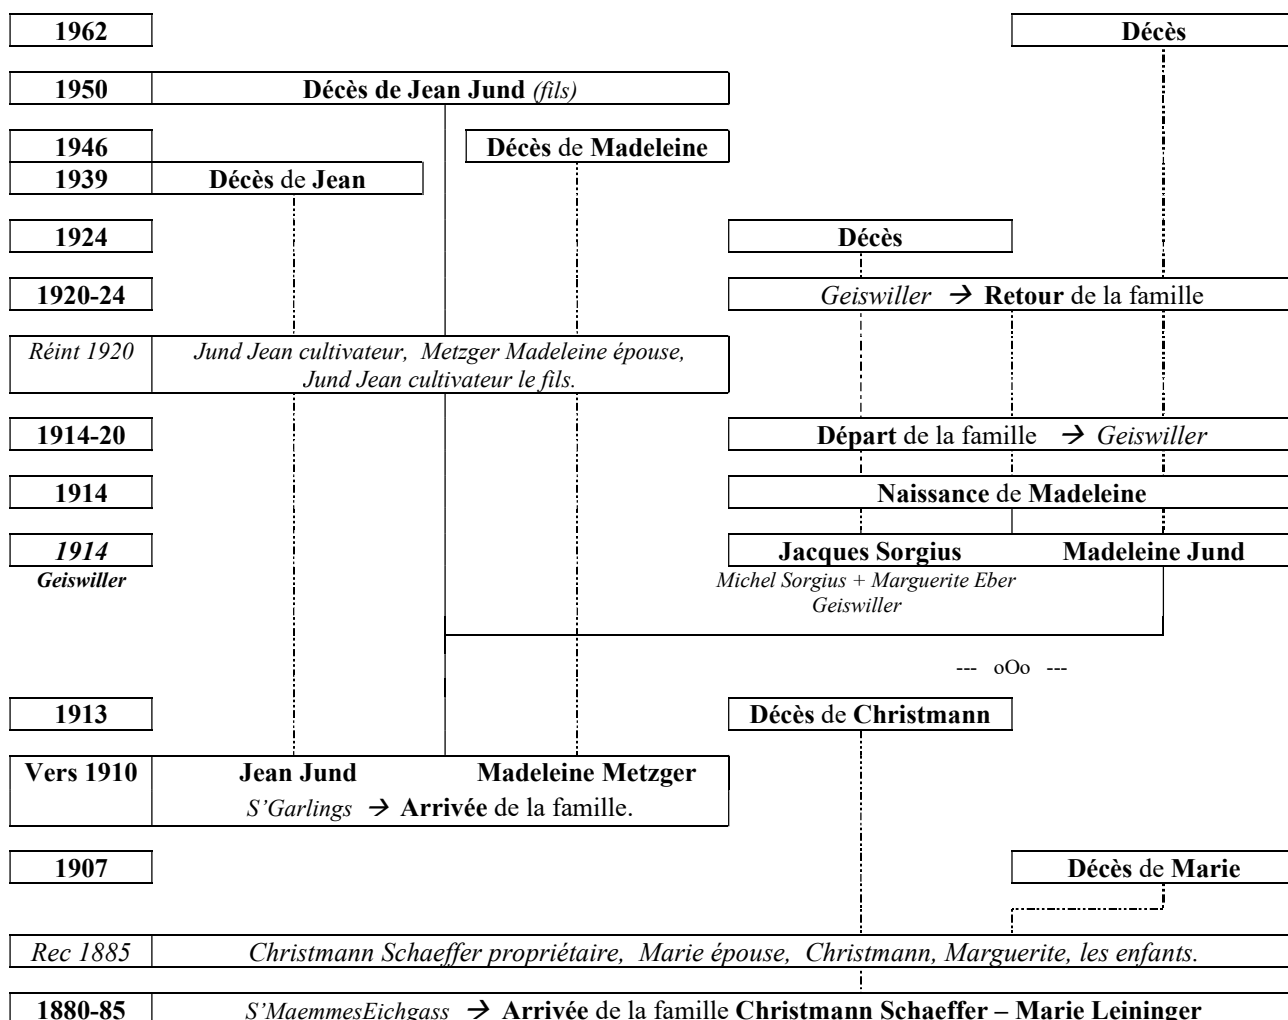 1962 Décès
1950 Décès de Jean Jund (fils)
1946 Décès de Madeleine
1939 Décès de Jean
1924 Décès
1920-24 Geiswiller → Retour de la famille
Réint 1920 Jund Jean cultivateur, Metzger Madeleine épouse,
Jund Jean cultivateur le fils.
1914-20 Départ de la famille → Geiswiller
1914 Naissance de Madeleine
1914 Jacques Sorgius Madeleine Jund
Geiswiller Michel Sorgius + Marguerite Eber
Geiswiller
--- oOo ---
1913 Décès de Christmann
Vers 1910 Jean Jund Madeleine Metzger
S'Garlings → Arrivée de la famille.
1907 Décès de Marie
Rec 1885 Christmann Schaeffer propriétaire, Marie épouse, Christmann, Marguerite, les enfants.
1880-85 S'MaemmesEichgass → Arrivée de la famille Christmann Schaeffer – Marie Leininger